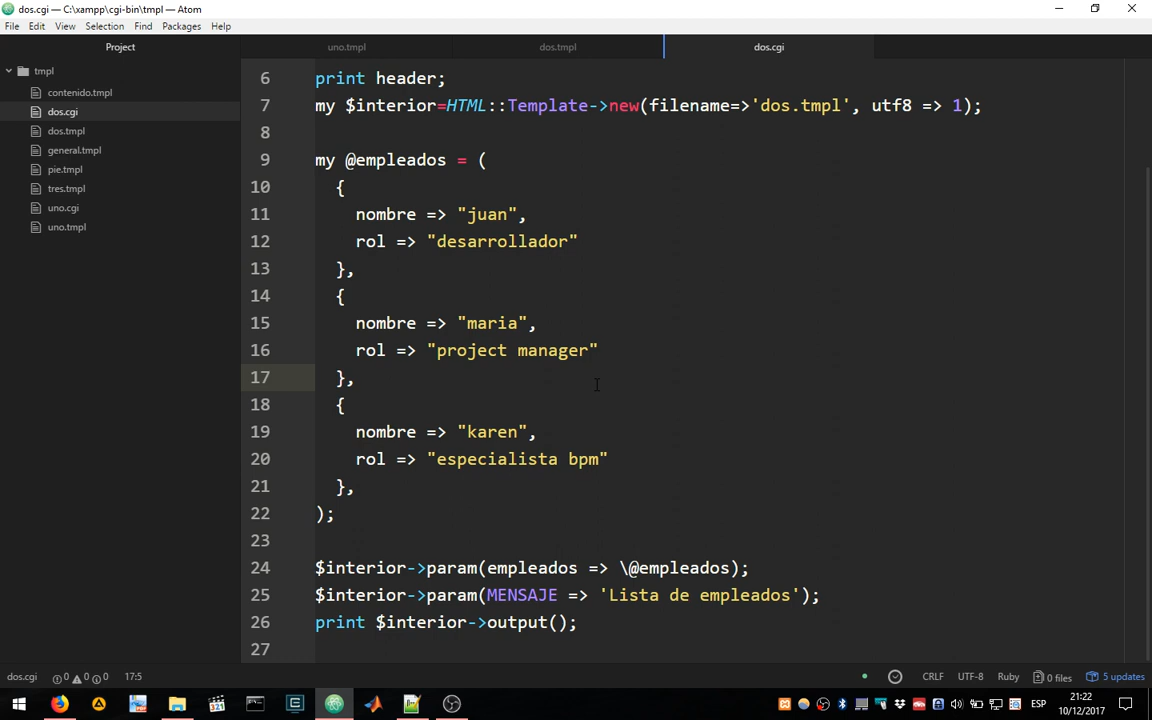 dos.cgi — C:\xampp\cgi-bin\tmpl — Atom
File Edit View Selection Find Packages Help
Project uno.tmpl dos.tmpl dos.cgi
tmpl
contenido.tmpl
dos.cgi
dos.tmpl
general.tmpl
pie.tmpl
tres.tmpl
uno.cgi
uno.tmpl
6 print header;
7 my $interior=HTML::Template->new(filename=>'dos.tmpl', utf8 => 1);
8
9 my @empleados = (
10 {
11 nombre => "juan",
12 rol => "desarrollador"
13 },
14 {
15 nombre => "maria",
16 rol => "project manager"
17 },
18 {
19 nombre => "karen",
20 rol => "especialista bpm"
21 },
22 );
23
24 $interior->param(empleados => \@empleados);
25 $interior->param(MENSAJE => 'Lista de empleados');
26 print $interior->output();
27
dos.cgi 0 0 0 17:5 CRLF UTF-8 Ruby 0 files 5 updates
321 ESP 21:22
10/12/2017